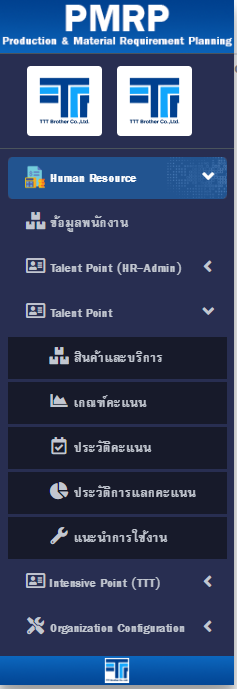 PMRP
Production & Material Requirement Planning
TTT Brother Co.,Ltd.
TTT Brother Co.,Ltd.
Human Resource
ข้อมูลพนักงาน
Talent Point (HR-Admin)
Talent Point
สินค้าและบริการ
เกณฑ์คะแนน
ประวัติคะแนน
ประวัติการแลกคะแนน
แนะนำการใช้งาน
Intensive Point (TTT)
Organization Configuration